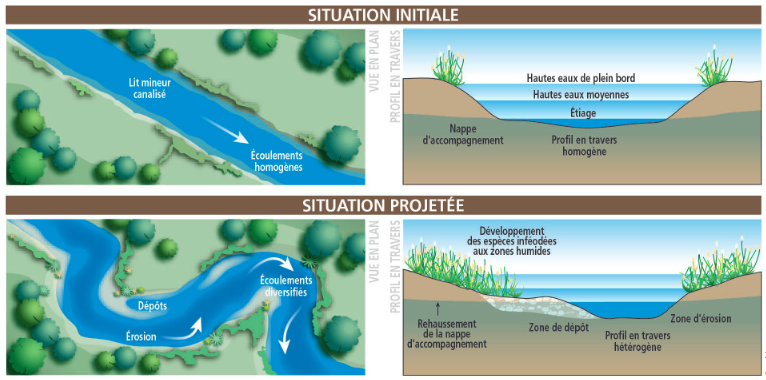 SITUATION INITIALE
Lit mineur
canalisé
Écoulements
homogènes
VUE EN PLAN
PROFIL EN TRAVERS
Hautes eaux de plein bord
Hautes eaux moyennes
Étiage
Nappe
d'accompagnement
Profil en travers
homogène
SITUATION PROJETÉE
Écoulements
diversifiés
Dépôts
Érosion
VUE EN PLAN
PROFIL EN TRAVERS
Développement
des espèces inféodées
aux zones humides
Rehaussement
de la nappe
d'accompagnement
Zone de dépôt
Profil en travers
hétérogène
Zone d'érosion